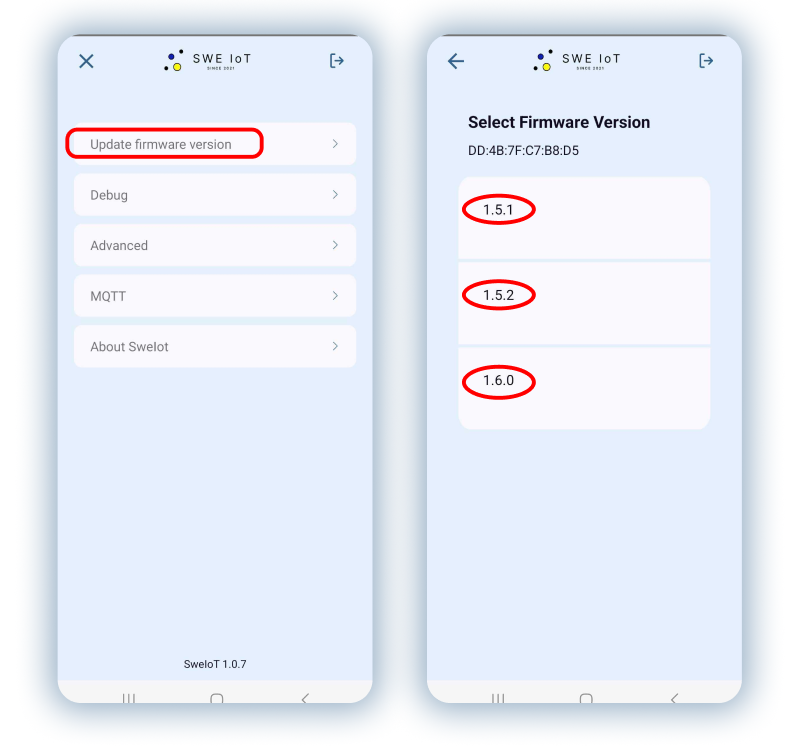 SWE IoT
SINCE 2021
Update firmware version
Debug
Advanced
MQTT
About SweIot
SweIoT 1.0.7
SWE IoT
SINCE 2021
Select Firmware Version
DD:4B:7F:C7:B8:D5
1.5.1
1.5.2
1.6.0